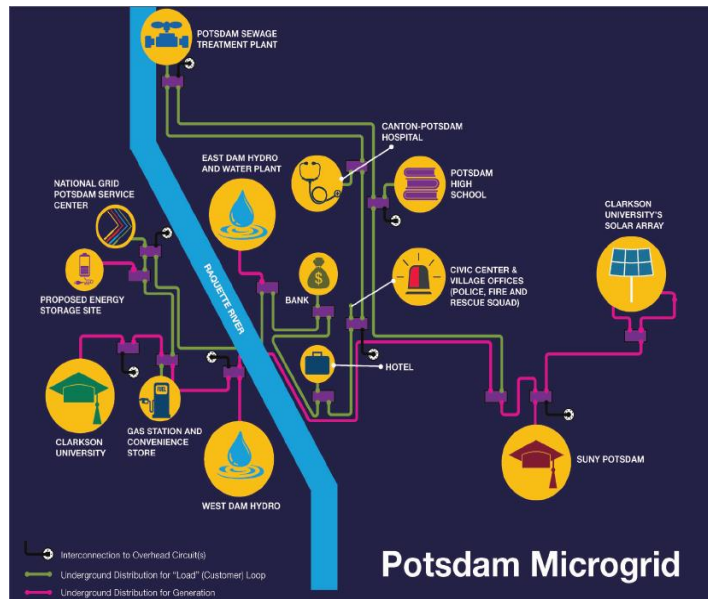 POTSDAM SEWAGE
TREATMENT PLANT
CANTON-POTSDAM
HOSPITAL
EAST DAM HYDRO
AND WATER PLANT
POTSDAM
HIGH
SCHOOL
NATIONAL GRID
POTSDAM SERVICE
CENTER
CLARKSON
UNIVERSITY'S
SOLAR ARRAY
RAQUETTE RIVER
CIVIC CENTER &
VILLAGE OFFICES
(POLICE, FIRE AND
RESCUE SQUAD)
PROPOSED ENERGY
STORAGE SITE
BANK
HOTEL
FUEL
CLARKSON
UNIVERSITY
GAS STATION AND
CONVENIENCE
STORE
WEST DAM HYDRO
SUNY POTSDAM
Interconnection to Overhead Circuit(s)
Underground Distribution for "Load" (Customer) Loop
Underground Distribution for Generation
Potsdam Microgrid